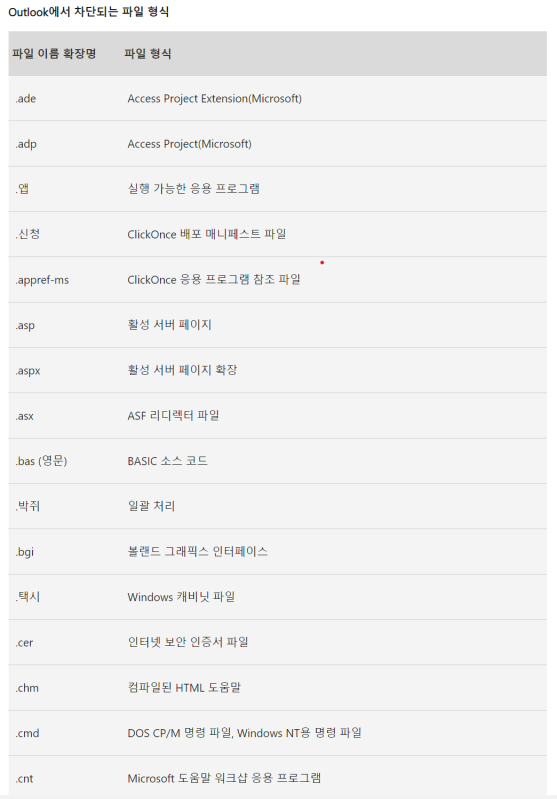 Outlook에서 차단되는 파일 형식
파일 이름 확장명 파일 형식
.ade Access Project Extension(Microsoft)
.adp Access Project(Microsoft)
.앱 실행 가능한 응용 프로그램
.신청 ClickOnce 배포 매니페스트 파일
.appref-ms ClickOnce 응용 프로그램 참조 파일
.asp 활성 서버 페이지
.aspx 활성 서버 페이지 확장
.asx ASF 리디렉터 파일
.bas (영문) BASIC 소스 코드
.박쥐 일괄 처리
.bgi 볼랜드 그래픽스 인터페이스
.택시 Windows 캐비닛 파일
.cer 인터넷 보안 인증서 파일
.chm 컴파일된 HTML 도움말
.cmd DOS CP/M 명령 파일, Windows NT용 명령 파일
.cnt Microsoft 도움말 워크샵 응용 프로그램